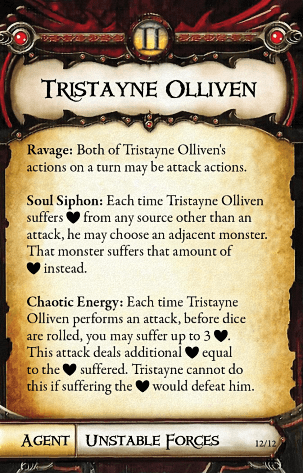 II
Tristayne Olliven
Ravage: Both of Tristayne Olliven's
actions on a turn may be attack actions.
Soul Siphon: Each time Tristayne Olliven
suffers ♥ from any source other than an
attack, he may choose an adjacent monster.
That monster suffers that amount of
♥ instead.
Chaotic Energy: Each time Tristayne
Olliven performs an attack, before dice
are rolled, you may suffer up to 3 ♥.
This attack deals additional ♥ equal
to the ♥ suffered. Tristayne cannot do
this if suffering the ♥ would defeat him.
Agent Unstable Forces 12/12